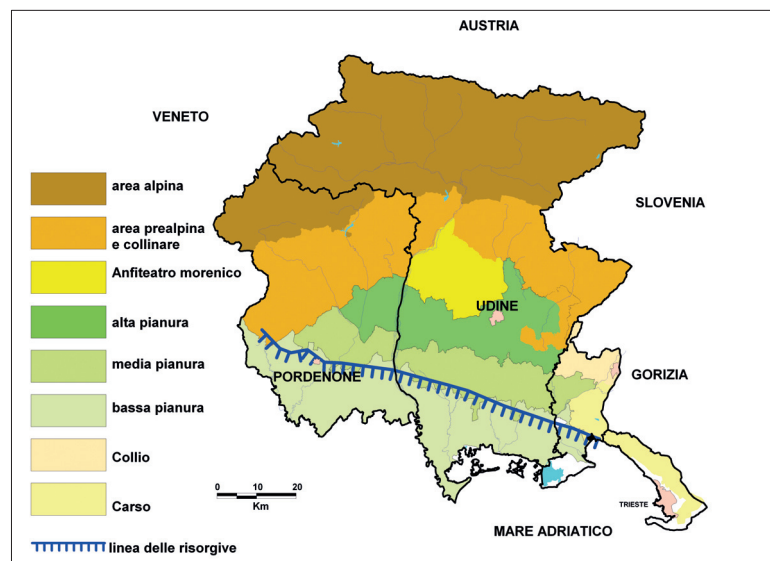 AUSTRIA
VENETO
SLOVENIA
area alpina
area prealpina
e collinare
Anfiteatro morenico
alta pianura
media pianura
bassa pianura
Collio
Carso
linea delle risorgive
UDINE
PORDENONE
GORIZIA
TRIESTE
MARE ADRIATICO
0 10 20
Km